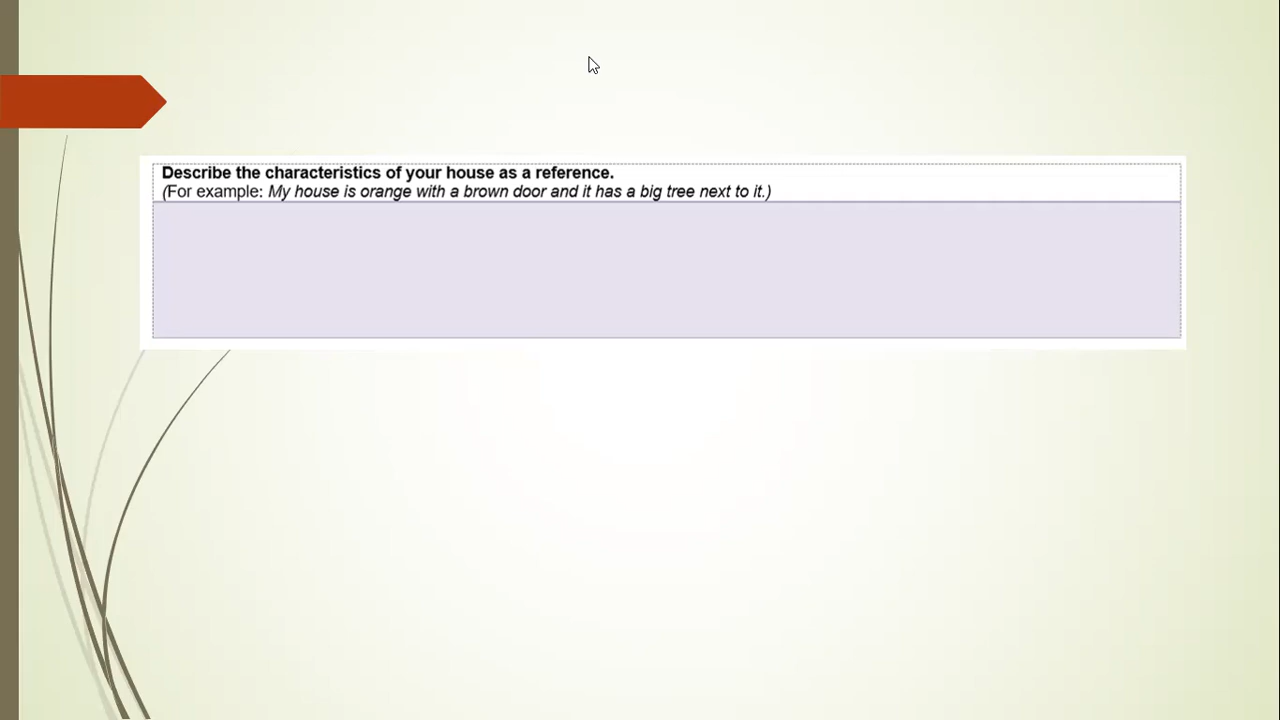 Describe the characteristics of your house as a reference.
(For example: My house is orange with a brown door and it has a big tree next to it.)